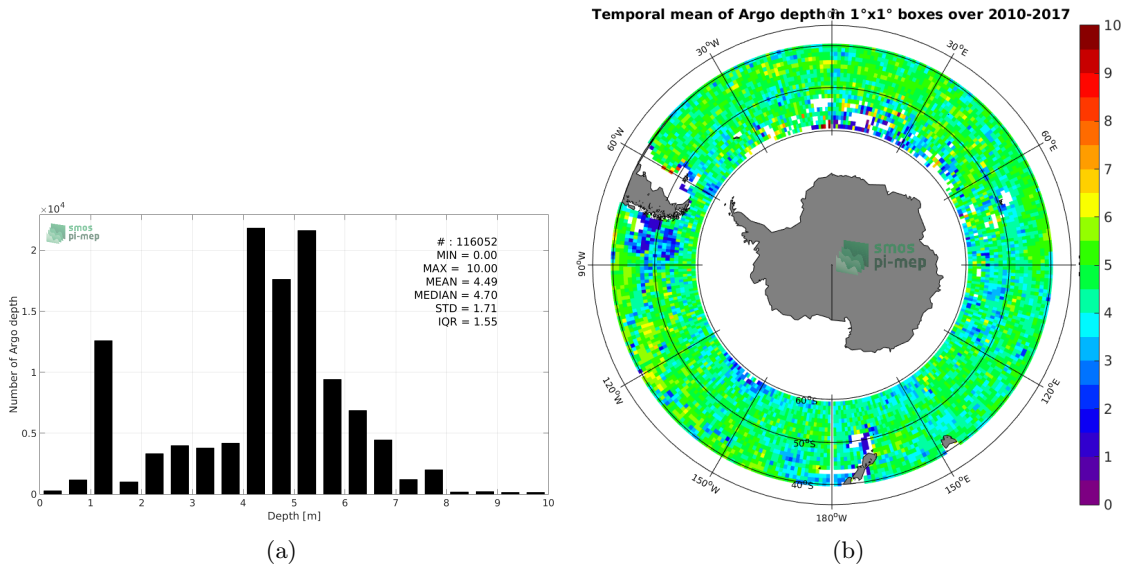 ×10⁴
smos
pi-mep
# : 116052
MIN = 0.00
MAX = 10.00
MEAN = 4.49
MEDIAN = 4.70
STD = 1.71
IQR = 1.55
2
1.5
1
0.5
0
Number of Argo depth
0 1 2 3 4 5 6 7 8 9 10
Depth [m]
(a)
Temporal mean of Argo depth in 1°x1° boxes over 2010-2017
30°W
30°E
60°W
60°E
90°W
smos
pi-mep
120°W
120°E
60°S
50°S
40°S
150°W
150°E
180°W
10
9
8
7
6
5
4
3
2
1
0
(b)